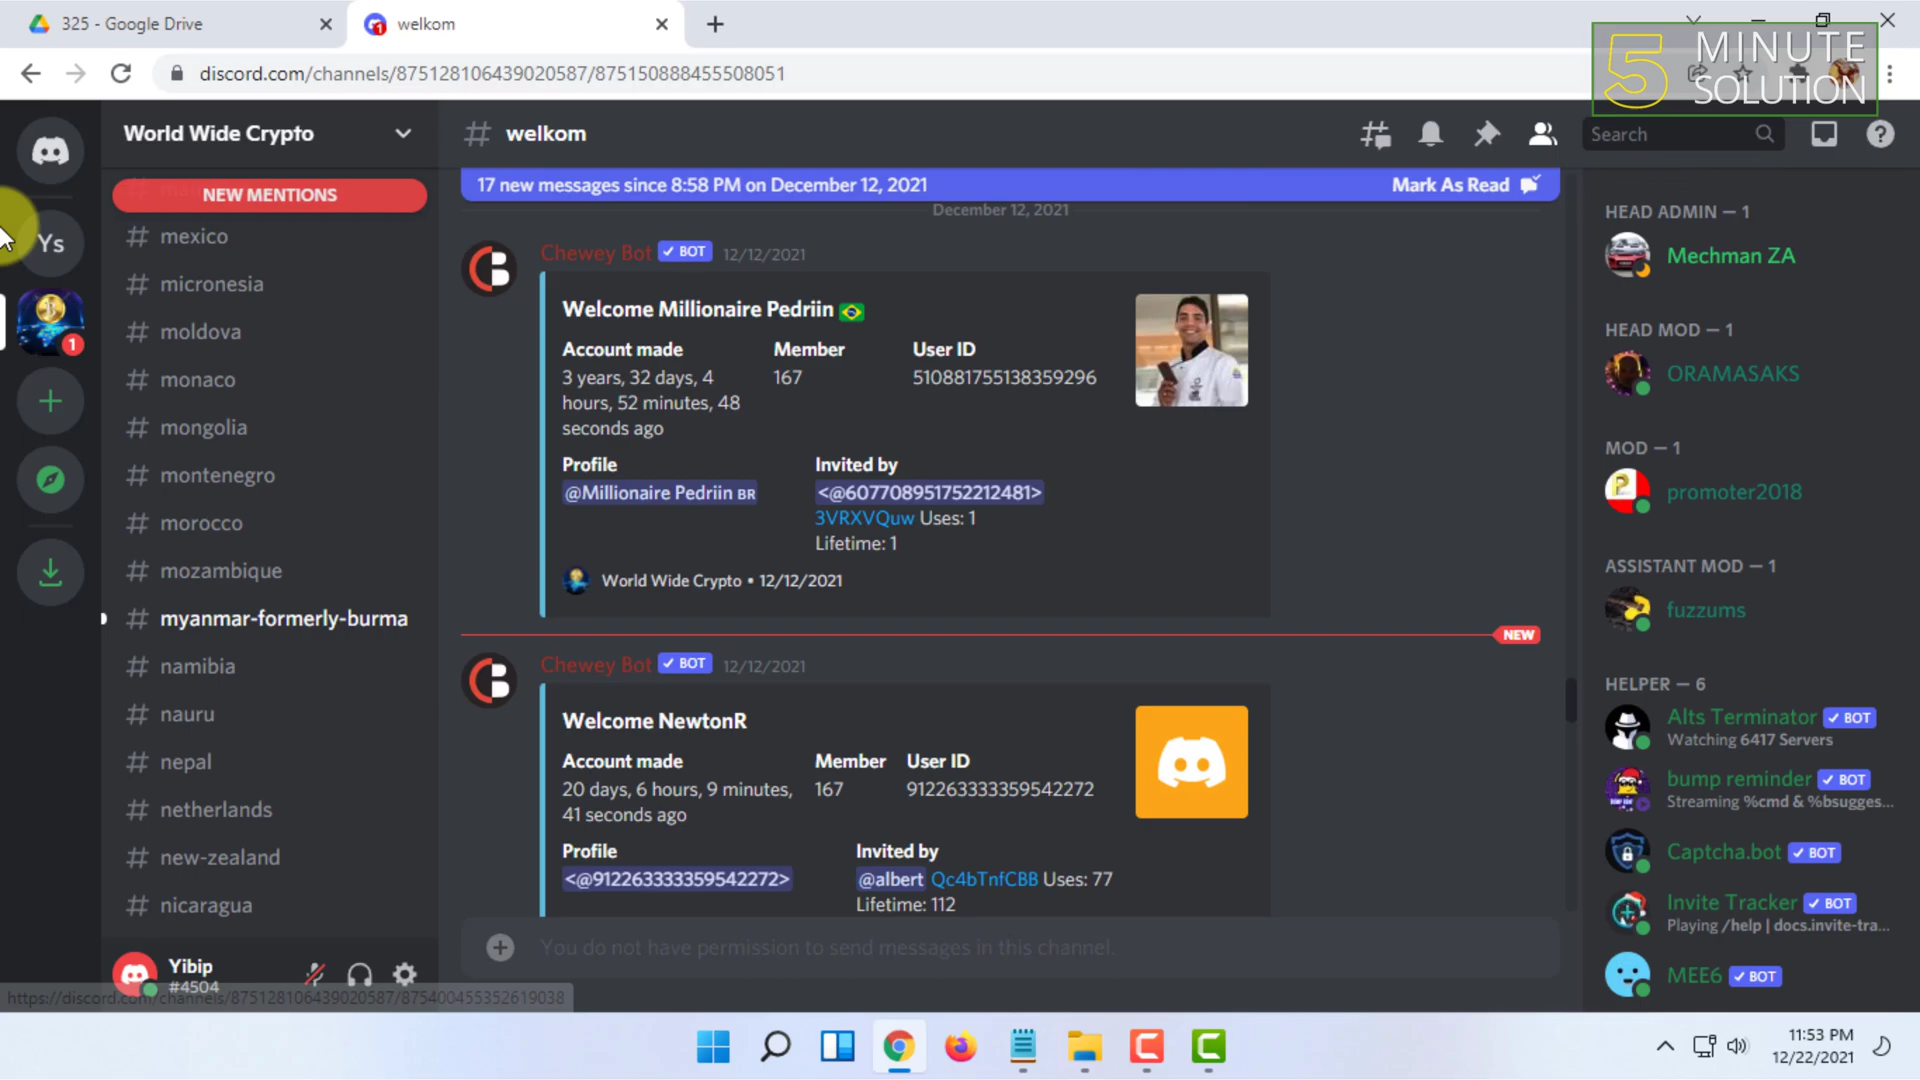 325 - Google Drive
welkom
discord.com/channels/875128106439020587/875150888455508051
5 MINUTE
SOLUTION
World Wide Crypto
# welkom
Search
NEW MENTIONS
# mexico
# micronesia
# moldova
# monaco
# mongolia
# montenegro
# morocco
# mozambique
# myanmar-formerly-burma
# namibia
# nauru
# nepal
# netherlands
# new-zealand
# nicaragua
Ys
1
Yibip
#4504
https://discord.com/channels/875128106439020587/875400455352619038
17 new messages since 8:58 PM on December 12, 2021
Mark As Read
December 12, 2021
Chewey Bot BOT 12/12/2021
Welcome Millionaire Pedriin
Account made Member User ID
3 years, 32 days, 4 167 510881755138359296
hours, 52 minutes, 48
seconds ago
Profile Invited by
@Millionaire Pedriin BR <@607708951752212481>
3VRXVQuw Uses: 1
Lifetime: 1
World Wide Crypto • 12/12/2021
NEW
Chewey Bot BOT 12/12/2021
Welcome NewtonR
Account made Member User ID
20 days, 6 hours, 9 minutes, 167 912263333359542272
41 seconds ago
Profile Invited by
<@912263333359542272> @albert Qc4bTnfCBB Uses: 77
Lifetime: 112
You do not have permission to send messages in this channel.
HEAD ADMIN — 1
Mechman ZA
HEAD MOD — 1
ORAMASAKS
MOD — 1
promoter2018
ASSISTANT MOD — 1
fuzzums
HELPER — 6
Alts Terminator BOT
Watching 6417 Servers
bump reminder BOT
Streaming %cmd & %bsugges...
Captcha.bot BOT
Invite Tracker BOT
Playing /help | docs.invite-tra...
MEE6 BOT
11:53 PM
12/22/2021